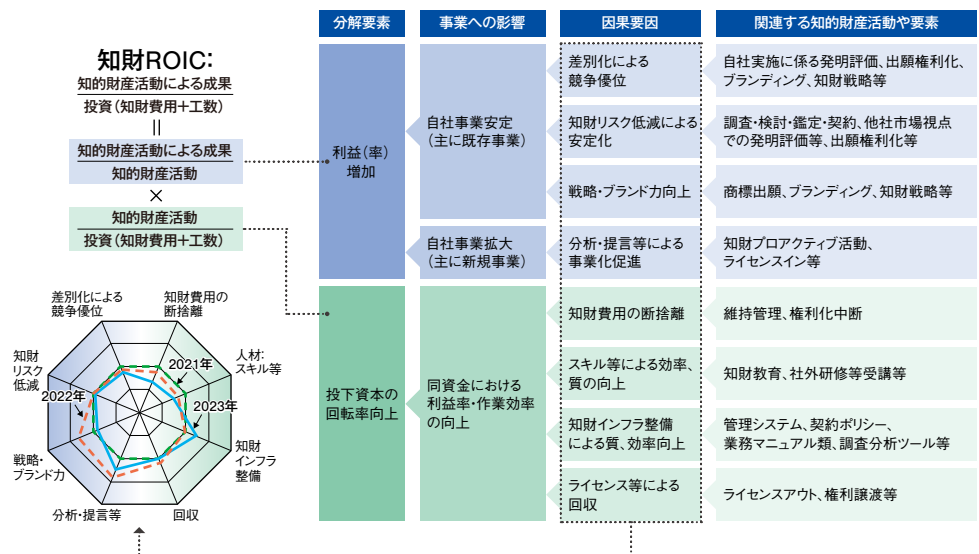 分解要素
事業への影響
因果要因
関連する知的財産活動や要素
知財ROIC:
知的財産活動による成果
投資(知財費用+工数)
=
知的財産活動による成果
知的財産活動
×
知的財産活動
投資(知財費用+工数)
利益(率)
増加
自社事業安定
(主に既存事業)
差別化による
競争優位
自社実施に係る発明評価、出願権利化、
ブランディング、知財戦略等
知財リスク低減による
安定化
調査・検討・鑑定・契約、他社市場視点
での発明評価等、出願権利化等
戦略・ブランド力向上
商標出願、ブランディング、知財戦略等
自社事業拡大
(主に新規事業)
分析・提言等による
事業化促進
知財プロアクティブ活動、
ライセンスイン等
投下資本の
回転率向上
同資金における
利益率・作業効率
の向上
知財費用の断捨離
維持管理、権利化中断
スキル等による効率、
質の向上
知財教育、社外研修等受講等
知財インフラ整備
による質、効率向上
管理システム、契約ポリシー、
業務マニュアル類、調査分析ツール等
ライセンス等による
回収
ライセンスアウト、権利譲渡等
差別化による
競争優位
知財費用の
断捨離
人材:
スキル等
知財
インフラ
整備
回収
分析・提言等
戦略・
ブランド力
知財
リスク
低減
2021年
2022年
2023年